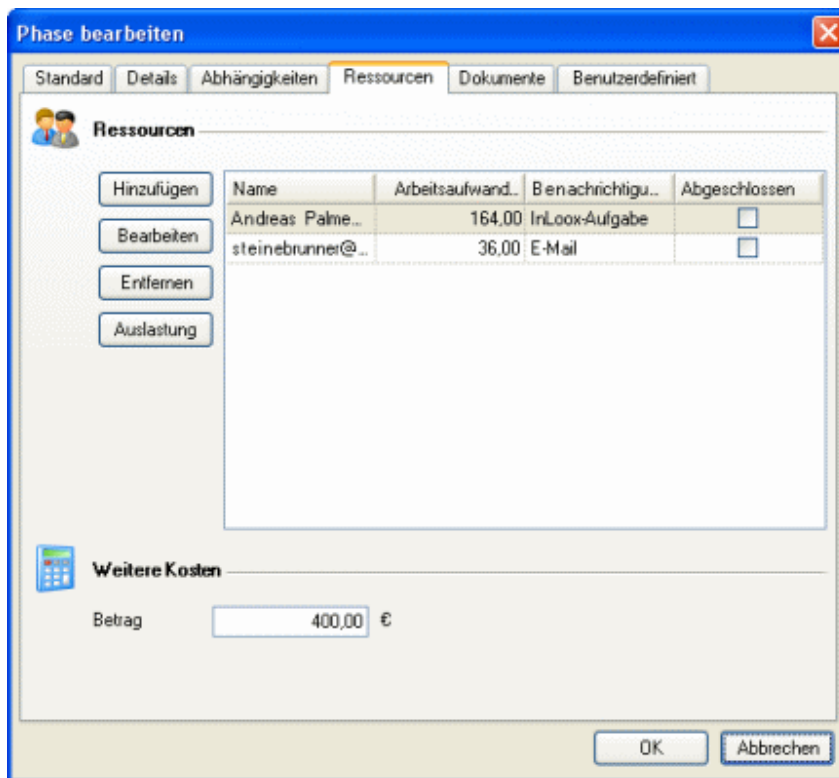 Phase bearbeiten
Standard Details Abhängigkeiten Ressourcen Dokumente Benutzerdefiniert
Ressourcen
Hinzufügen
Bearbeiten
Entfernen
Auslastung
Name Arbeitsaufwand... Benachrichtigu... Abgeschlossen
Andreas Palme... 164,00 InLoox-Aufgabe
steinebrunner@... 36,00 E-Mail
Weitere Kosten
Betrag 400,00 €
OK Abbrechen